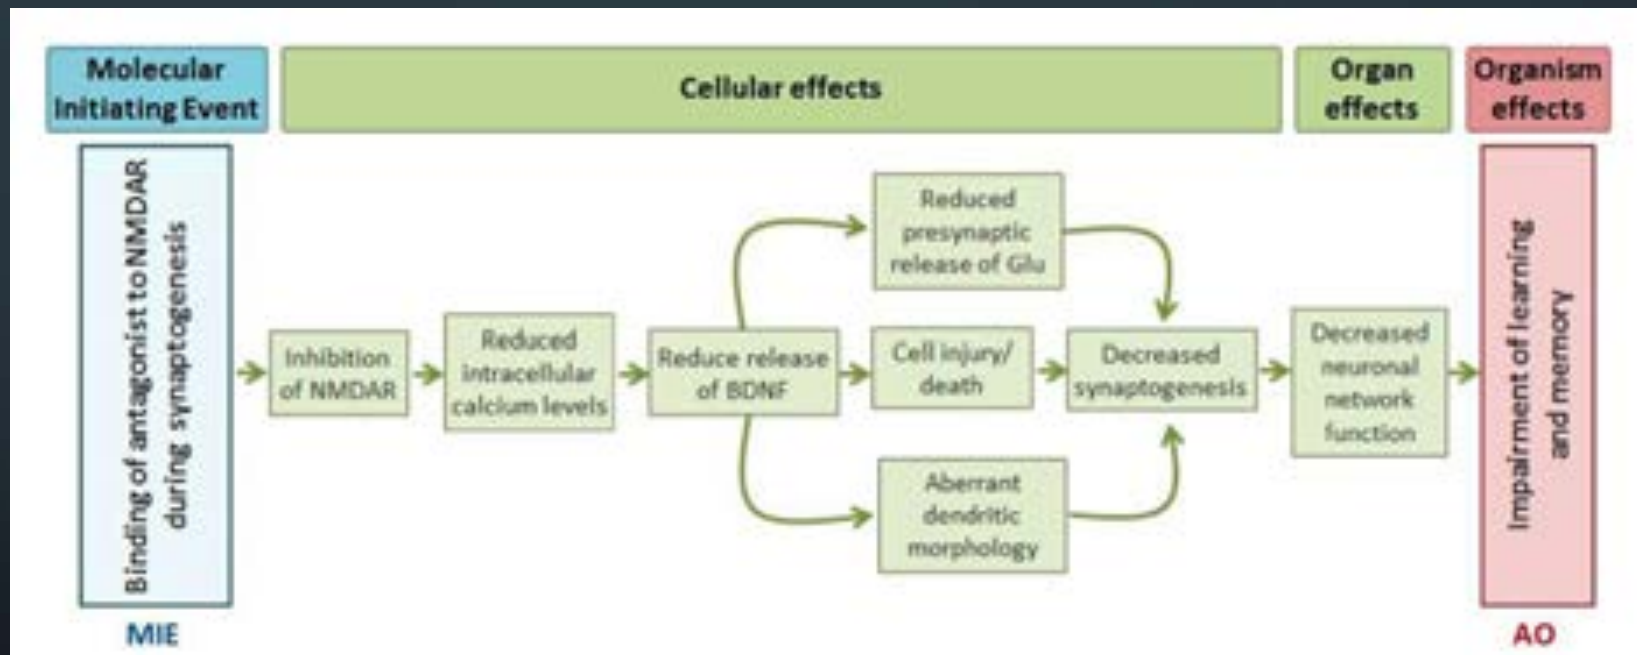 Molecular
Initiating Event
Cellular effects
Organ
effects
Organism
effects
Binding of antagonist to NMDAR
during synaptogenesis
Inhibition
of NMDAR
Reduced
intracellular
calcium levels
Reduce release
of BDNF
Reduced
presynaptic
release of Glu
Cell injury/
death
Aberrant
dendritic
morphology
Decreased
synaptogenesis
Decreased
neuronal
network
function
Impairment of learning
and memory
MIE
AO